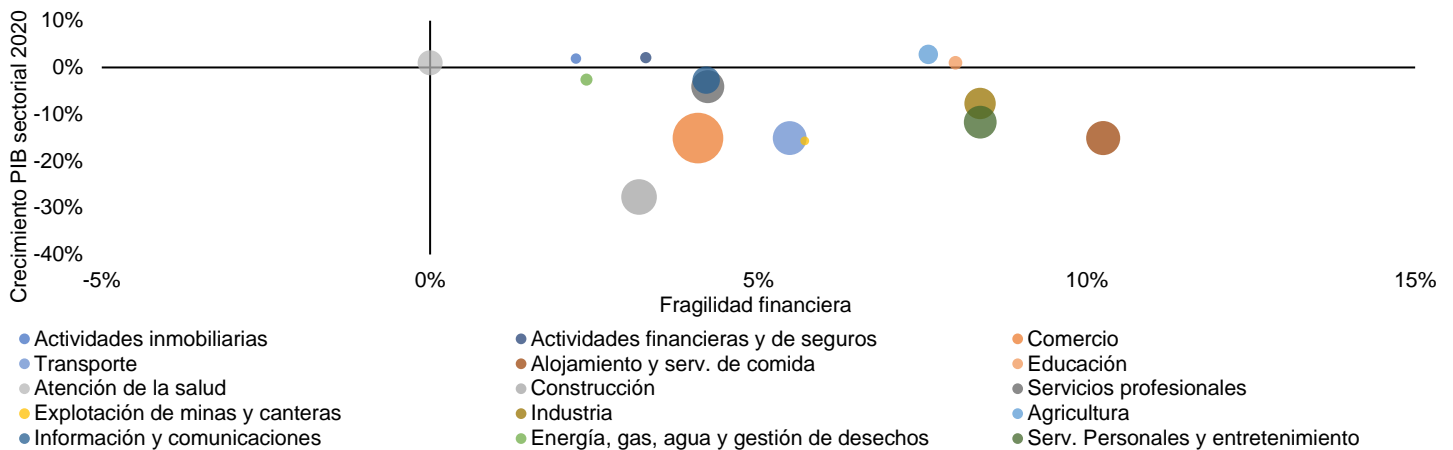 Crecimiento PIB sectorial 2020
10%
0%
-10%
-20%
-30%
-40%
-5%
0%
5%
10%
15%
Fragilidad financiera
Actividades inmobiliarias
Actividades financieras y de seguros
Comercio
Transporte
Alojamiento y serv. de comida
Educación
Atención de la salud
Construcción
Servicios profesionales
Explotación de minas y canteras
Industria
Agricultura
Información y comunicaciones
Energía, gas, agua y gestión de desechos
Serv. Personales y entretenimiento